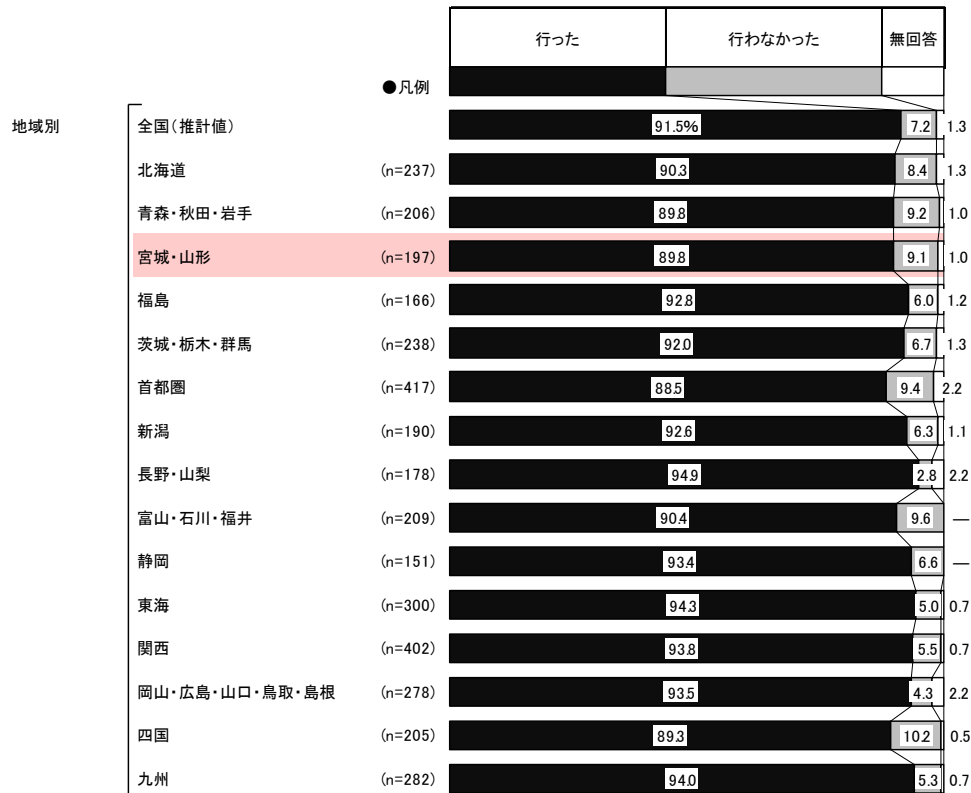 行った 行わなかった 無回答
●凡例
地域別 全国(推計値) 91.5% 7.2 1.3
北海道 (n=237) 90.3 8.4 1.3
青森・秋田・岩手 (n=206) 89.8 9.2 1.0
宮城・山形 (n=197) 89.8 9.1 1.0
福島 (n=166) 92.8 6.0 1.2
茨城・栃木・群馬 (n=238) 92.0 6.7 1.3
首都圏 (n=417) 88.5 9.4 2.2
新潟 (n=190) 92.6 6.3 1.1
長野・山梨 (n=178) 94.9 2.8 2.2
富山・石川・福井 (n=209) 90.4 9.6 —
静岡 (n=151) 93.4 6.6 —
東海 (n=300) 94.3 5.0 0.7
関西 (n=402) 93.8 5.5 0.7
岡山・広島・山口・鳥取・島根 (n=278) 93.5 4.3 2.2
四国 (n=205) 89.3 10.2 0.5
九州 (n=282) 94.0 5.3 0.7